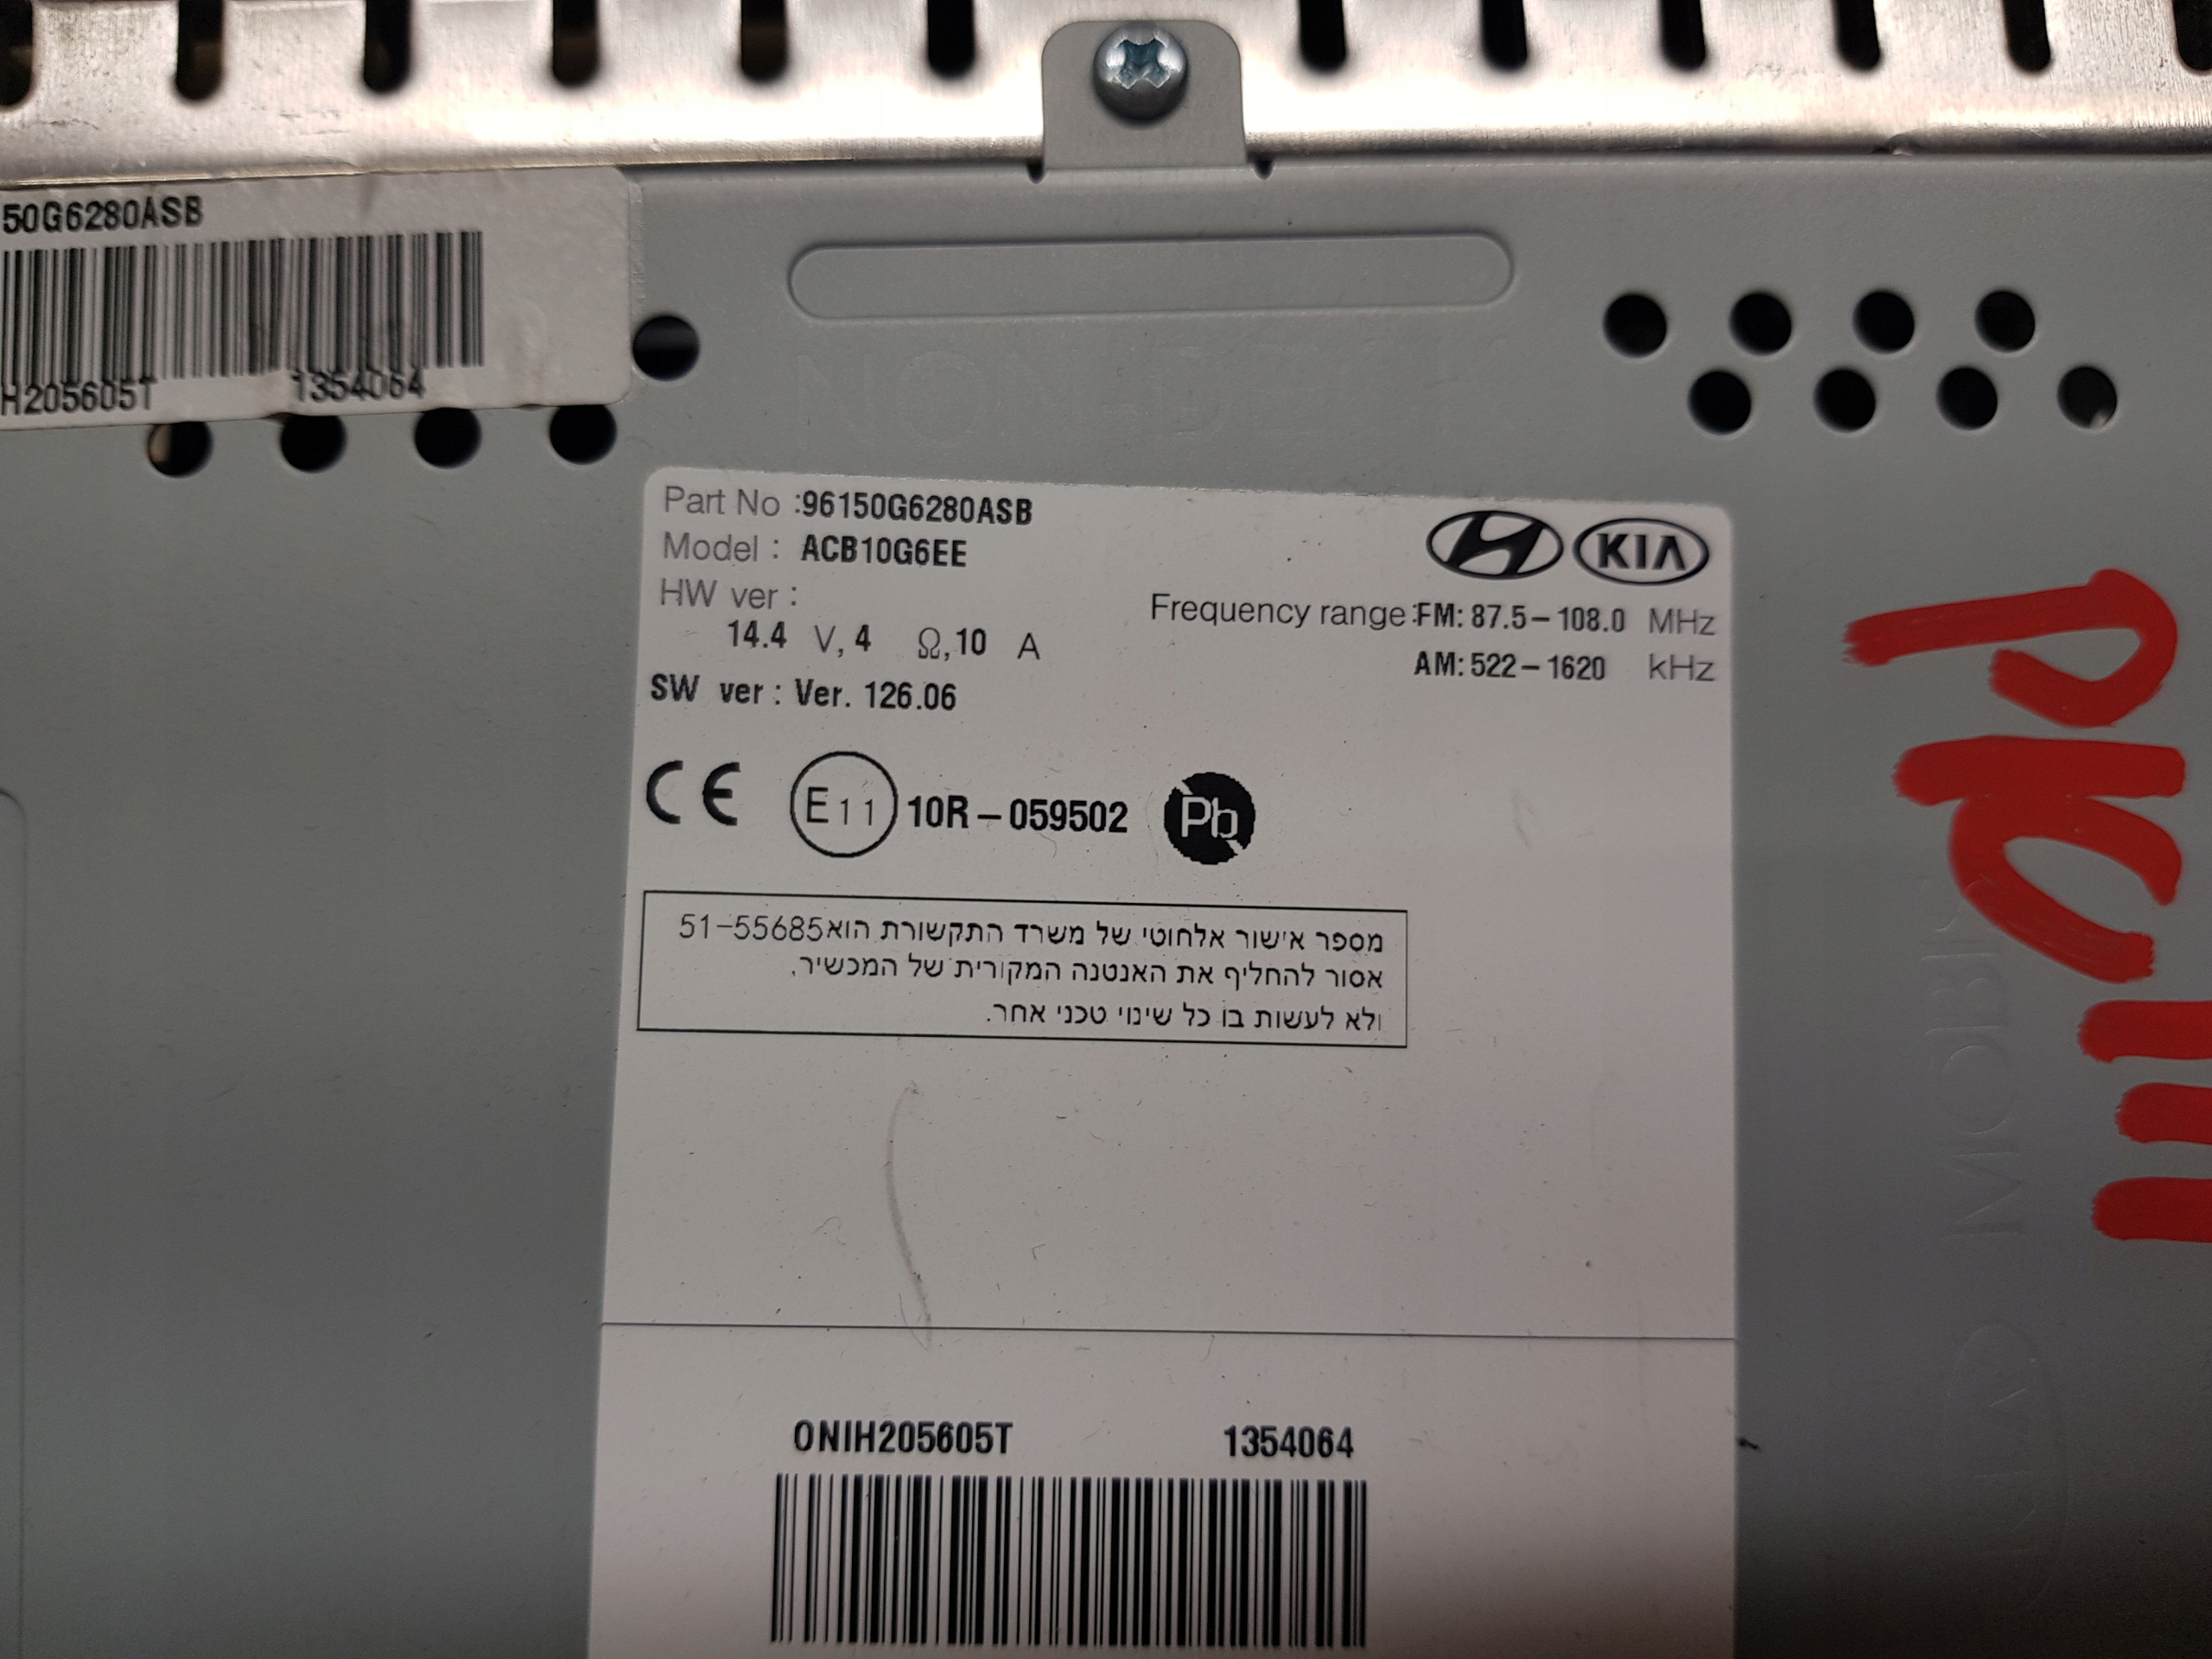 50G6280ASB
H205605T 1354064
Part No :96150G6280ASB
Model : ACB10G6EE
HW ver :
14.4 V, 4 Ω,10 A
SW ver : Ver. 126.06
KIA
Frequency range:FM: 87.5–108.0 MHz
AM: 522–1620 kHz
CE E11 10R–059502 Pb
מספר אישור אלחוטי של משרד התקשורת הוא51-55685
אסור להחליף את האנטנה המקורית של המכשיר,
ולא לעשות בו כל שינוי טכני אחר.
ONIH205605T 1354064
MOBIS